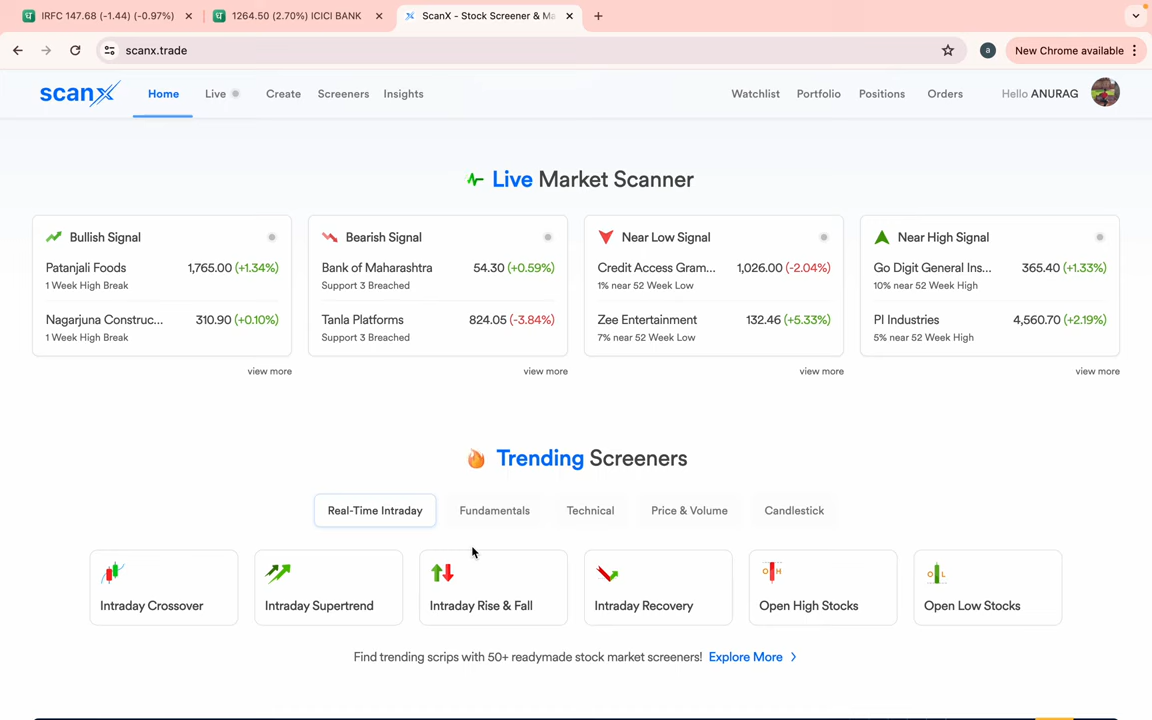 IRFC 147.68 (-1.44) (-0.97%)
1264.50 (2.70%) ICICI BANK
ScanX - Stock Screener & Ma
scanx.trade
a
New Chrome available
scanX
Home
Live
Create
Screeners
Insights
Watchlist
Portfolio
Positions
Orders
Hello ANURAG
Live Market Scanner
Bullish Signal
Patanjali Foods 1,765.00 (+1.34%)
1 Week High Break
Nagarjuna Construc... 310.90 (+0.10%)
1 Week High Break
view more
Bearish Signal
Bank of Maharashtra 54.30 (+0.59%)
Support 3 Breached
Tanla Platforms 824.05 (-3.84%)
Support 3 Breached
view more
Near Low Signal
Credit Access Gram... 1,026.00 (-2.04%)
1% near 52 Week Low
Zee Entertainment 132.46 (+5.33%)
7% near 52 Week Low
view more
Near High Signal
Go Digit General Ins... 365.40 (+1.33%)
10% near 52 Week High
PI Industries 4,560.70 (+2.19%)
5% near 52 Week High
view more
Trending Screeners
Real-Time Intraday
Fundamentals
Technical
Price & Volume
Candlestick
Intraday Crossover
Intraday Supertrend
Intraday Rise & Fall
Intraday Recovery
O H
Open High Stocks
O L
Open Low Stocks
Find trending scrips with 50+ readymade stock market screeners! Explore More